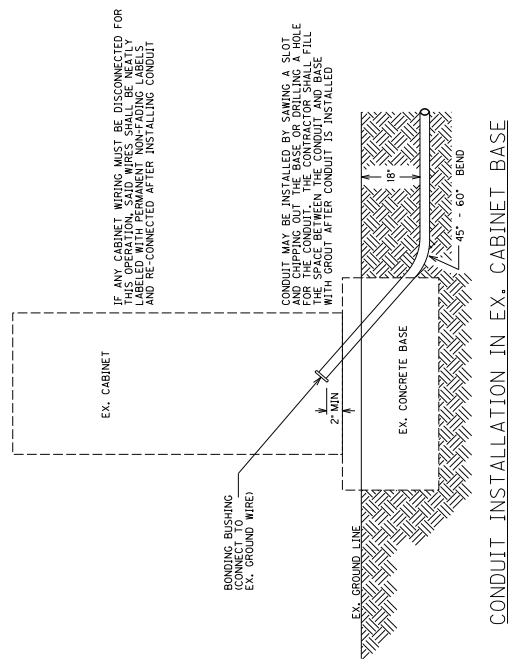 IF ANY CABINET WIRING MUST BE DISCONNECTED FOR
THIS OPERATION, SAID WIRES SHALL BE NEATLY
LABELED WITH PERMANENT NON-FADING LABELS
AND RE-CONNECTED AFTER INSTALLING CONDUIT
EX. CABINET
CONDUIT MAY BE INSTALLED BY SAWING A SLOT
AND CHIPPING OUT THE BASE OR DRILLING A HOLE
FOR THE CONDUIT. THE CONTRACTOR SHALL FILL
THE SPACE BETWEEN THE CONDUIT AND BASE
WITH GROUT AFTER CONDUIT IS INSTALLED
BONDING BUSHING
(CONNECT TO
EX. GROUND WIRE)
2" MIN
EX. GROUND LINE
18"
EX. CONCRETE BASE
45° - 60° BEND
CONDUIT INSTALLATION IN EX. CABINET BASE